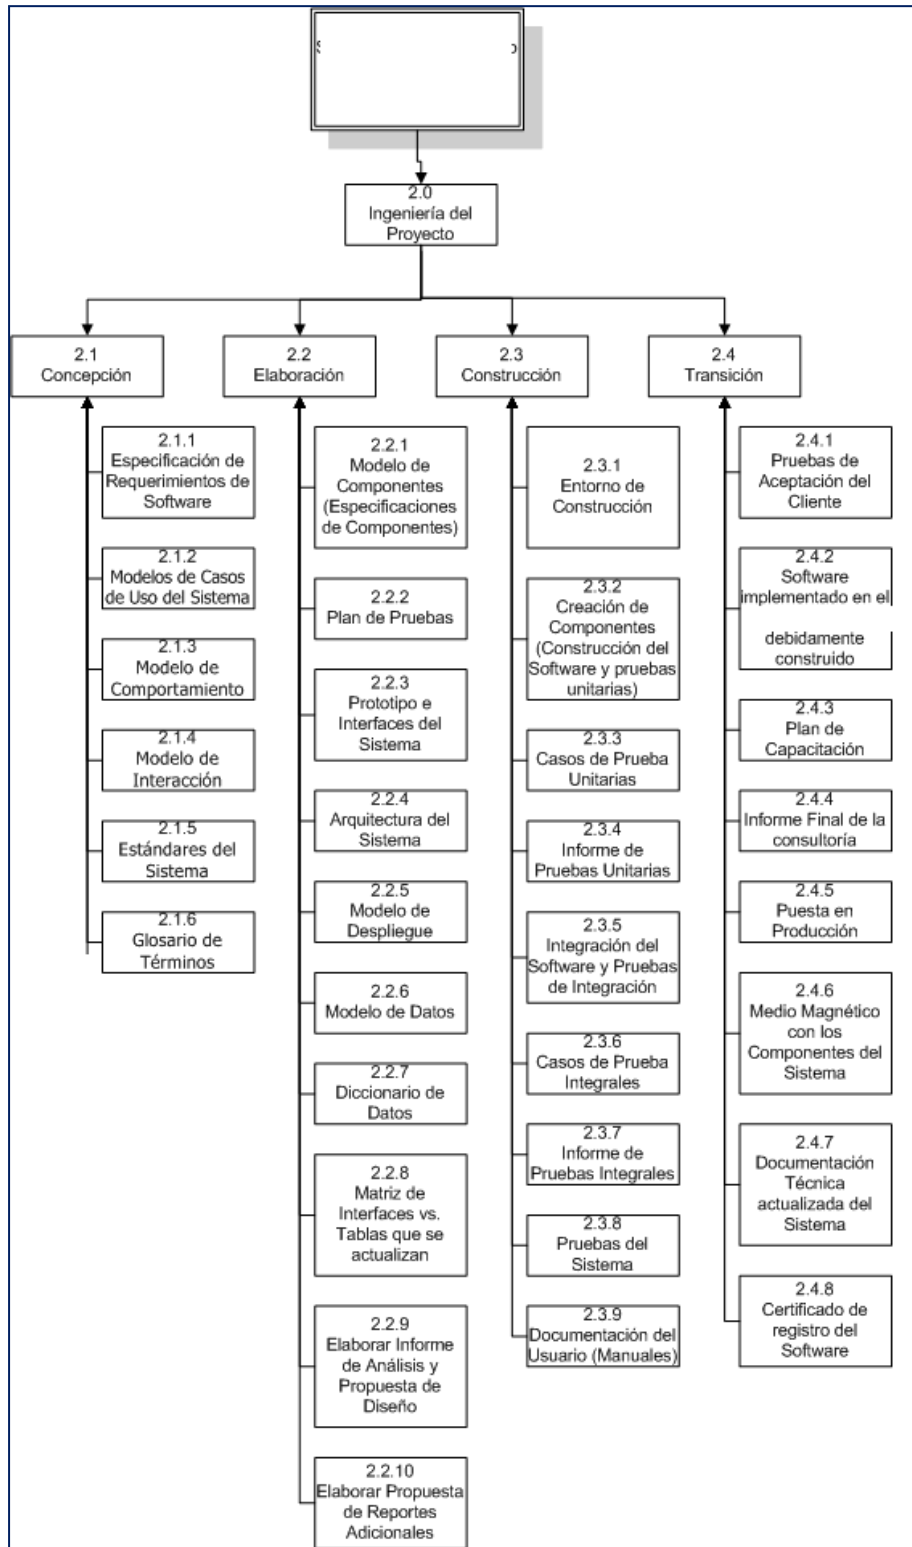 2.0
Ingeniería del
Proyecto
2.1
Concepción
2.2
Elaboración
2.3
Construcción
2.4
Transición
2.1.1
Especificación de
Requerimientos de
Software
2.1.2
Modelos de Casos
de Uso del Sistema
2.1.3
Modelo de
Comportamiento
2.1.4
Modelo de
Interacción
2.1.5
Estándares del
Sistema
2.1.6
Glosario de
Términos
2.2.1
Modelo de
Componentes
(Especificaciones
de Componentes)
2.2.2
Plan de Pruebas
2.2.3
Prototipo e
Interfaces del
Sistema
2.2.4
Arquitectura del
Sistema
2.2.5
Modelo de
Despliegue
2.2.6
Modelo de Datos
2.2.7
Diccionario de
Datos
2.2.8
Matriz de
Interfaces vs.
Tablas que se
actualizan
2.2.9
Elaborar Informe
de Análisis y
Propuesta de
Diseño
2.2.10
Elaborar Propuesta
de Reportes
Adicionales
2.3.1
Entorno de
Construcción
2.3.2
Creación de
Componentes
(Construcción del
Software y pruebas
unitarias)
2.3.3
Casos de Prueba
Unitarias
2.3.4
Informe de
Pruebas Unitarias
2.3.5
Integración del
Software y Pruebas
de Integración
2.3.6
Casos de Prueba
Integrales
2.3.7
Informe de
Pruebas Integrales
2.3.8
Pruebas del
Sistema
2.3.9
Documentación del
Usuario (Manuales)
2.4.1
Pruebas de
Aceptación del
Cliente
2.4.2
Software
implementado en el
debidamente
construido
2.4.3
Plan de
Capacitación
2.4.4
Informe Final de la
consultoría
2.4.5
Puesta en
Producción
2.4.6
Medio Magnético
con los
Componentes del
Sistema
2.4.7
Documentación
Técnica
actualizada del
Sistema
2.4.8
Certificado de
registro del
Software